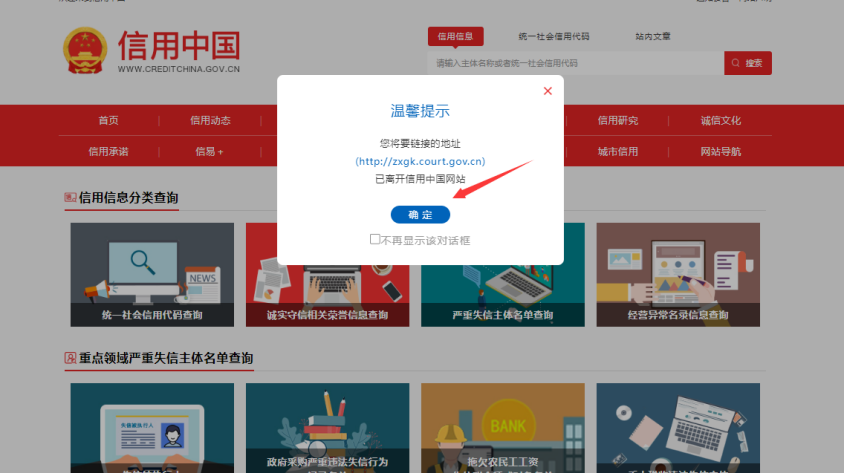 信用中国
WWW.CREDITCHINA.GOV.CN
信用信息
统一社会信用代码
站内文章
请输入主体名称或者统一社会信用代码
搜索
首页
信用动态
信用研究
诚信文化
信用承诺
信易+
城市信用
网站导航
温馨提示
您将要链接的地址
(http://zxgk.court.gov.cn)
已离开信用中国网站
确定
不再显示该对话框
信用信息分类查询
NEWS
统一社会信用代码查询
诚实守信相关荣誉信息查询
严重失信主体名单查询
经营异常名录信息查询
重点领域严重失信主体名单查询
失信被执行人
BANK
政府采购严重违法失信行为
拖欠农民工工资